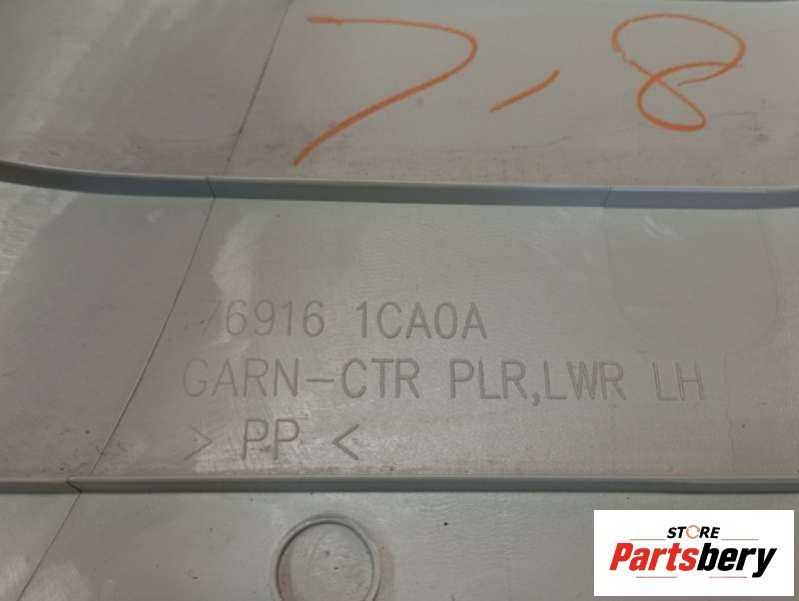 7.8
76916 1CA0A
GARN-CTR PLR,LWR LH
> PP <
STORE
Partsbery